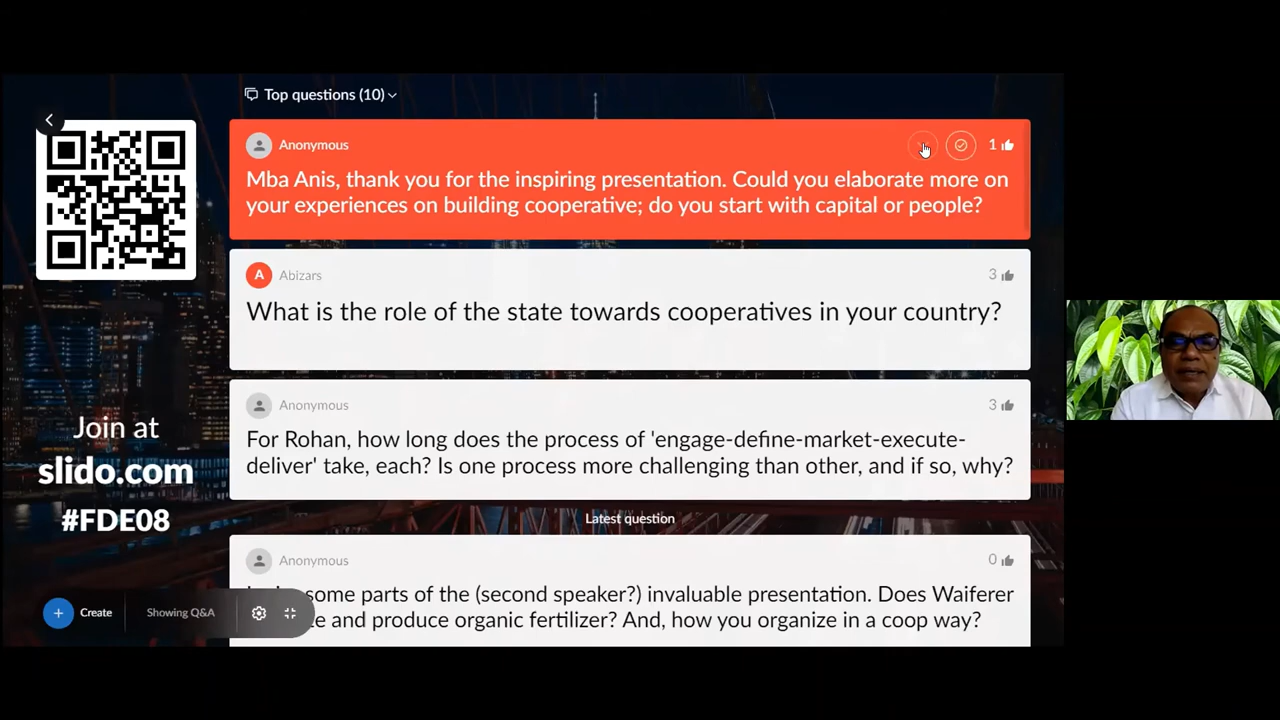 Top questions (10)
Anonymous
1
Mba Anis, thank you for the inspiring presentation. Could you elaborate more on
your experiences on building cooperative; do you start with capital or people?
A Abizars
3
What is the role of the state towards cooperatives in your country?
Anonymous
3
For Rohan, how long does the process of 'engage-define-market-execute-
deliver' take, each? Is one process more challenging than other, and if so, why?
Latest question
Anonymous
0
some parts of the (second speaker?) invaluable presentation. Does Waiferer
and produce organic fertilizer? And, how you organize in a coop way?
Join at
slido.com
#FDE08
Create
Showing Q&A